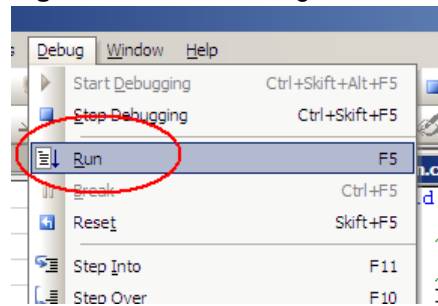 Debug Window Help
Start Debugging Ctrl+Skift+Alt+F5
Stop Debugging Ctrl+Skift+F5
Run F5
Break Ctrl+F5
Reset Skift+F5
Step Into F11
Step Over F10